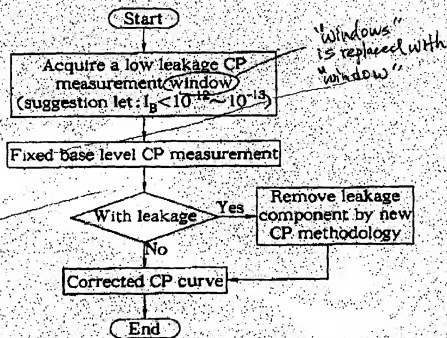 Start
"windows"
is replaced with
"window"
Acquire a low leakage CP
measurement window
(suggestion let: I_B<10^-12~10^-13)
Fixed base level CP measurement
With leakage
Yes
Remove leakage
component by new
CP methodology
No
Corrected CP curve
End